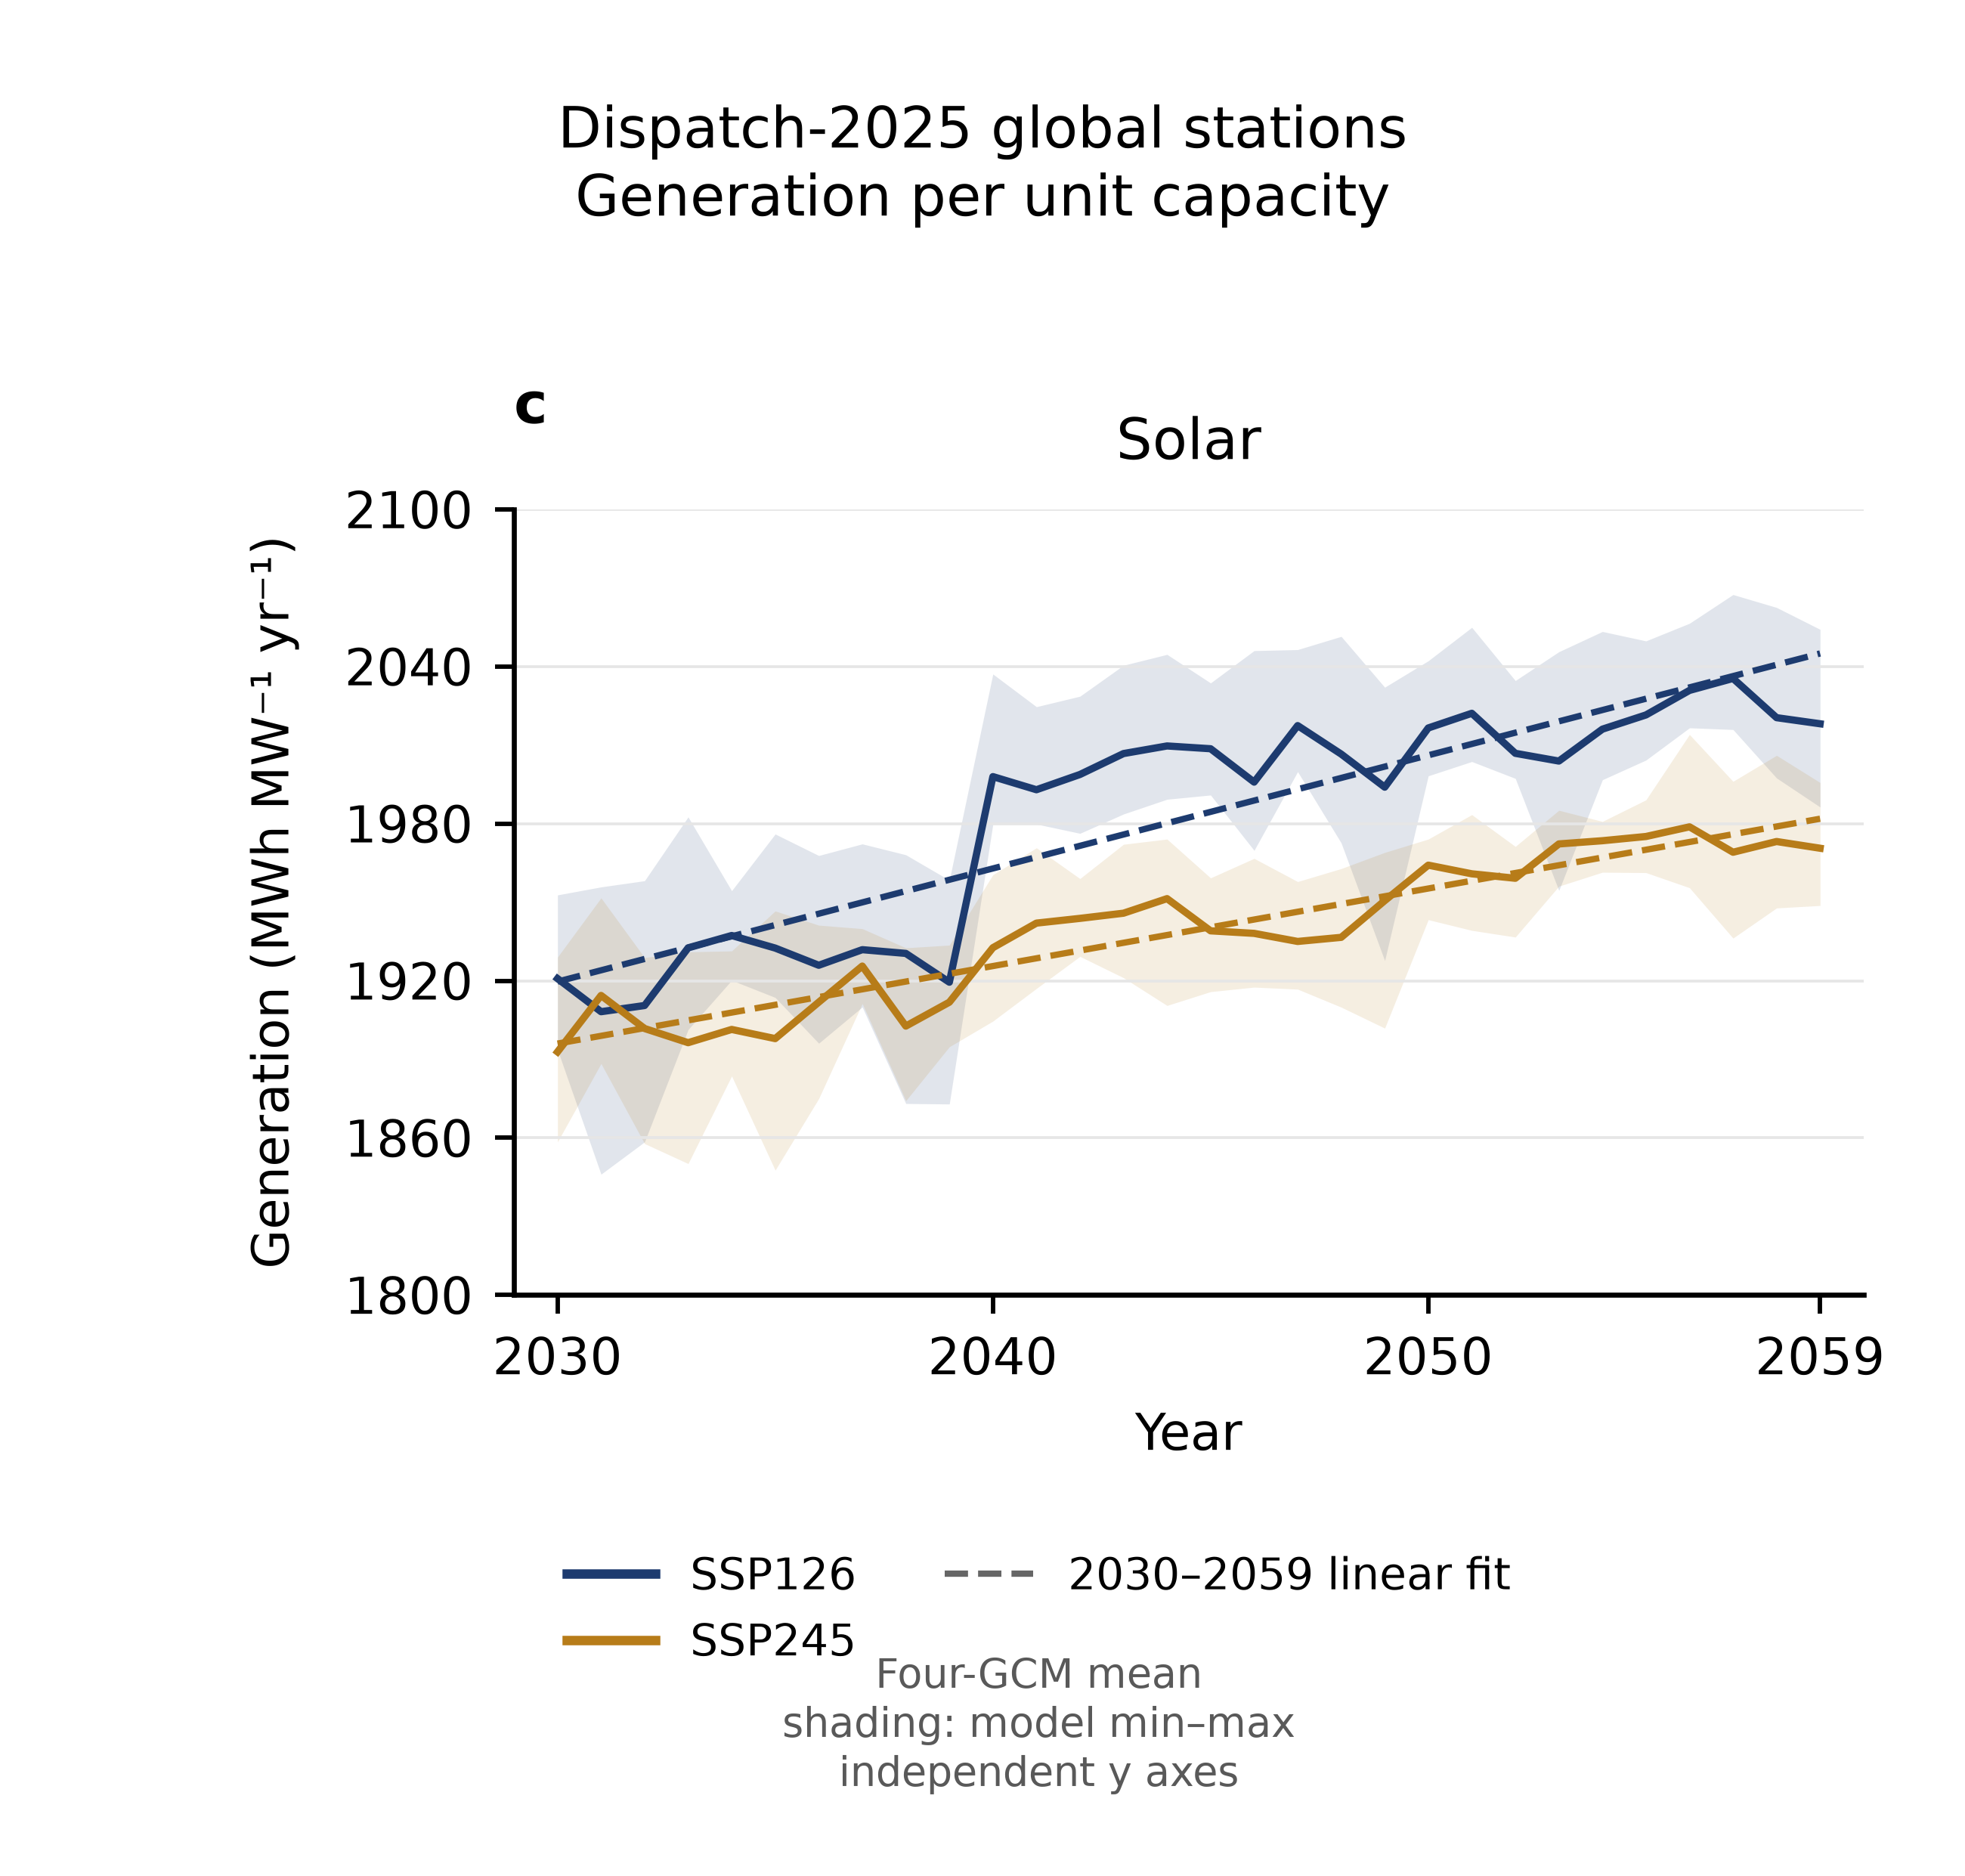 Dispatch-2025 global stations
Generation per unit capacity
c
Solar
Generation (MWh MW⁻¹ yr⁻¹)
2100
2040
1980
1920
1860
1800
2030 2040 2050 2059
Year
SSP126
2030–2059 linear fit
SSP245
Four-GCM mean
shading: model min–max
independent y axes